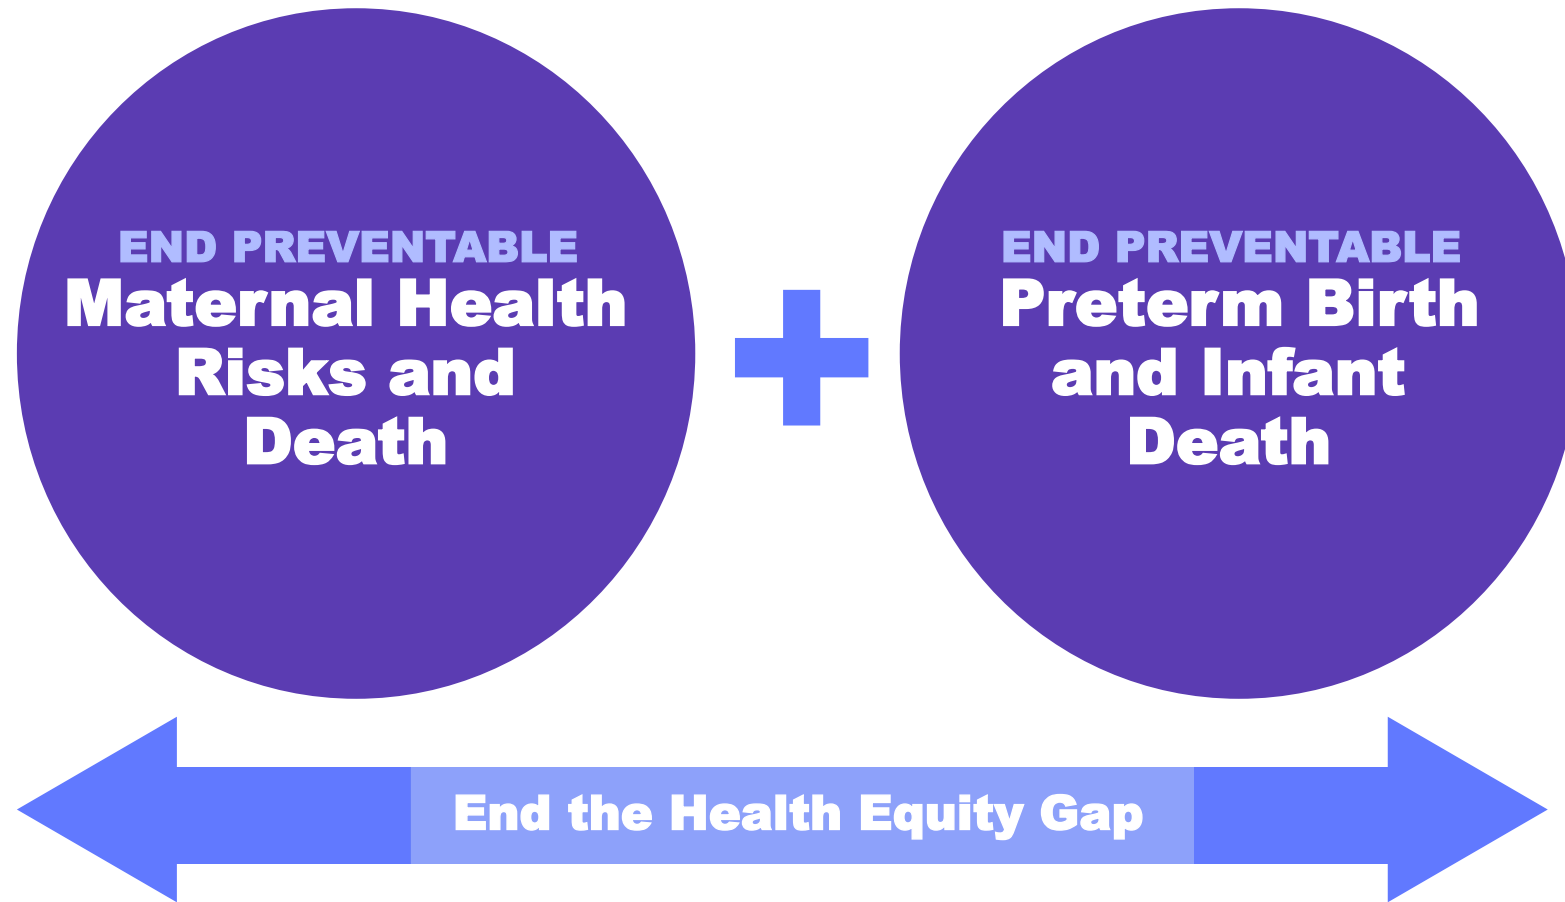 END PREVENTABLE
Maternal Health
Risks and
Death
END PREVENTABLE
Preterm Birth
and Infant
Death
End the Health Equity Gap